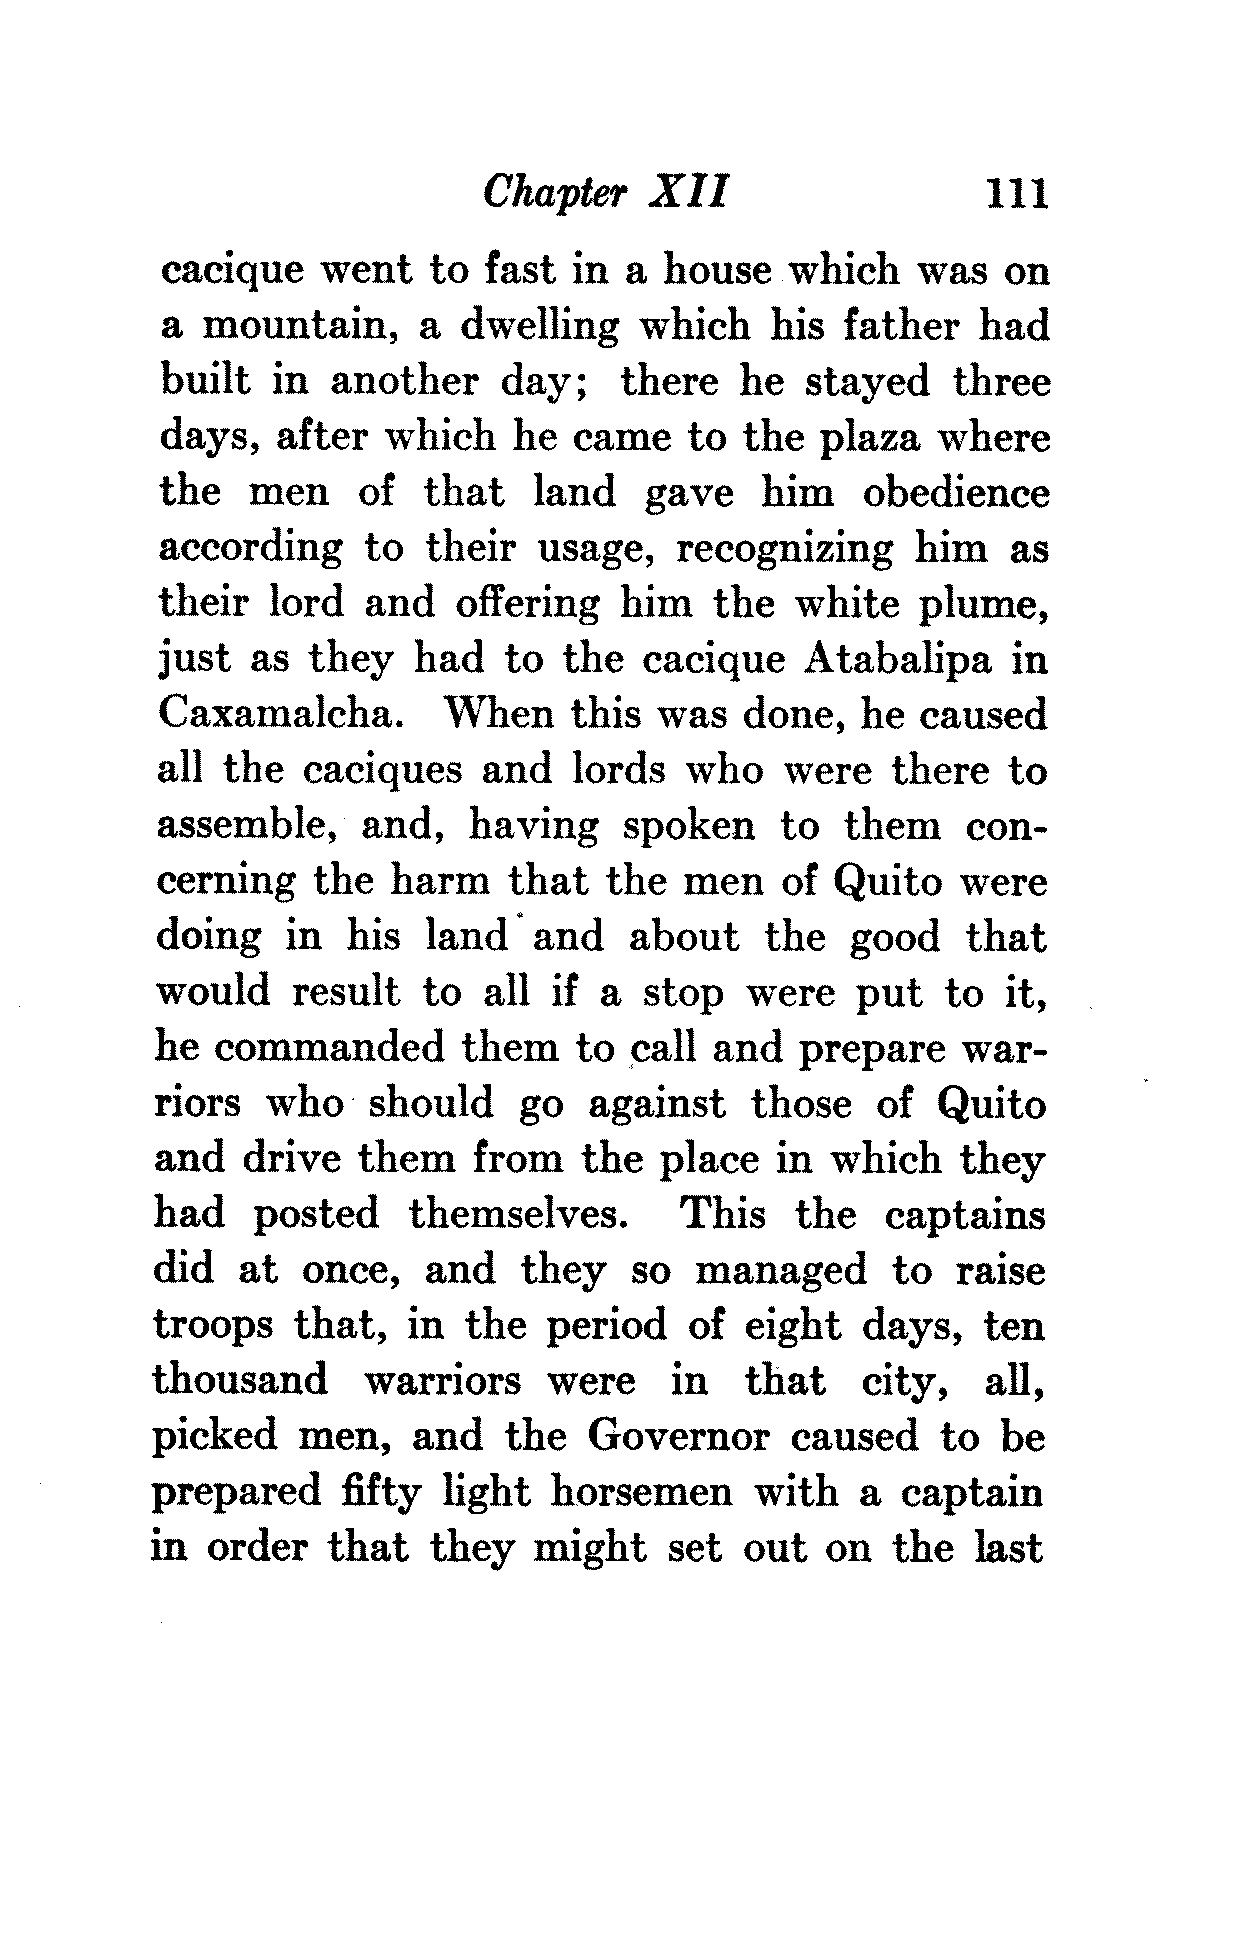 Chapter XII 111
cacique went to fast in a house which was on
a mountain, a dwelling which his father had
built in another day; there he stayed three
days, after which he came to the plaza where
the men of that land gave him obedience
according to their usage, recognizing him as
their lord and offering him the white plume,
just as they had to the cacique Atabalipa in
Caxamalcha. When this was done, he caused
all the caciques and lords who were there to
assemble, and, having spoken to them con-
cerning the harm that the men of Quito were
doing in his land and about the good that
would result to all if a stop were put to it,
he commanded them to call and prepare war-
riors who should go against those of Quito
and drive them from the place in which they
had posted themselves. This the captains
did at once, and they so managed to raise
troops that, in the period of eight days, ten
thousand warriors were in that city, all,
picked men, and the Governor caused to be
prepared fifty light horsemen with a captain
in order that they might set out on the last